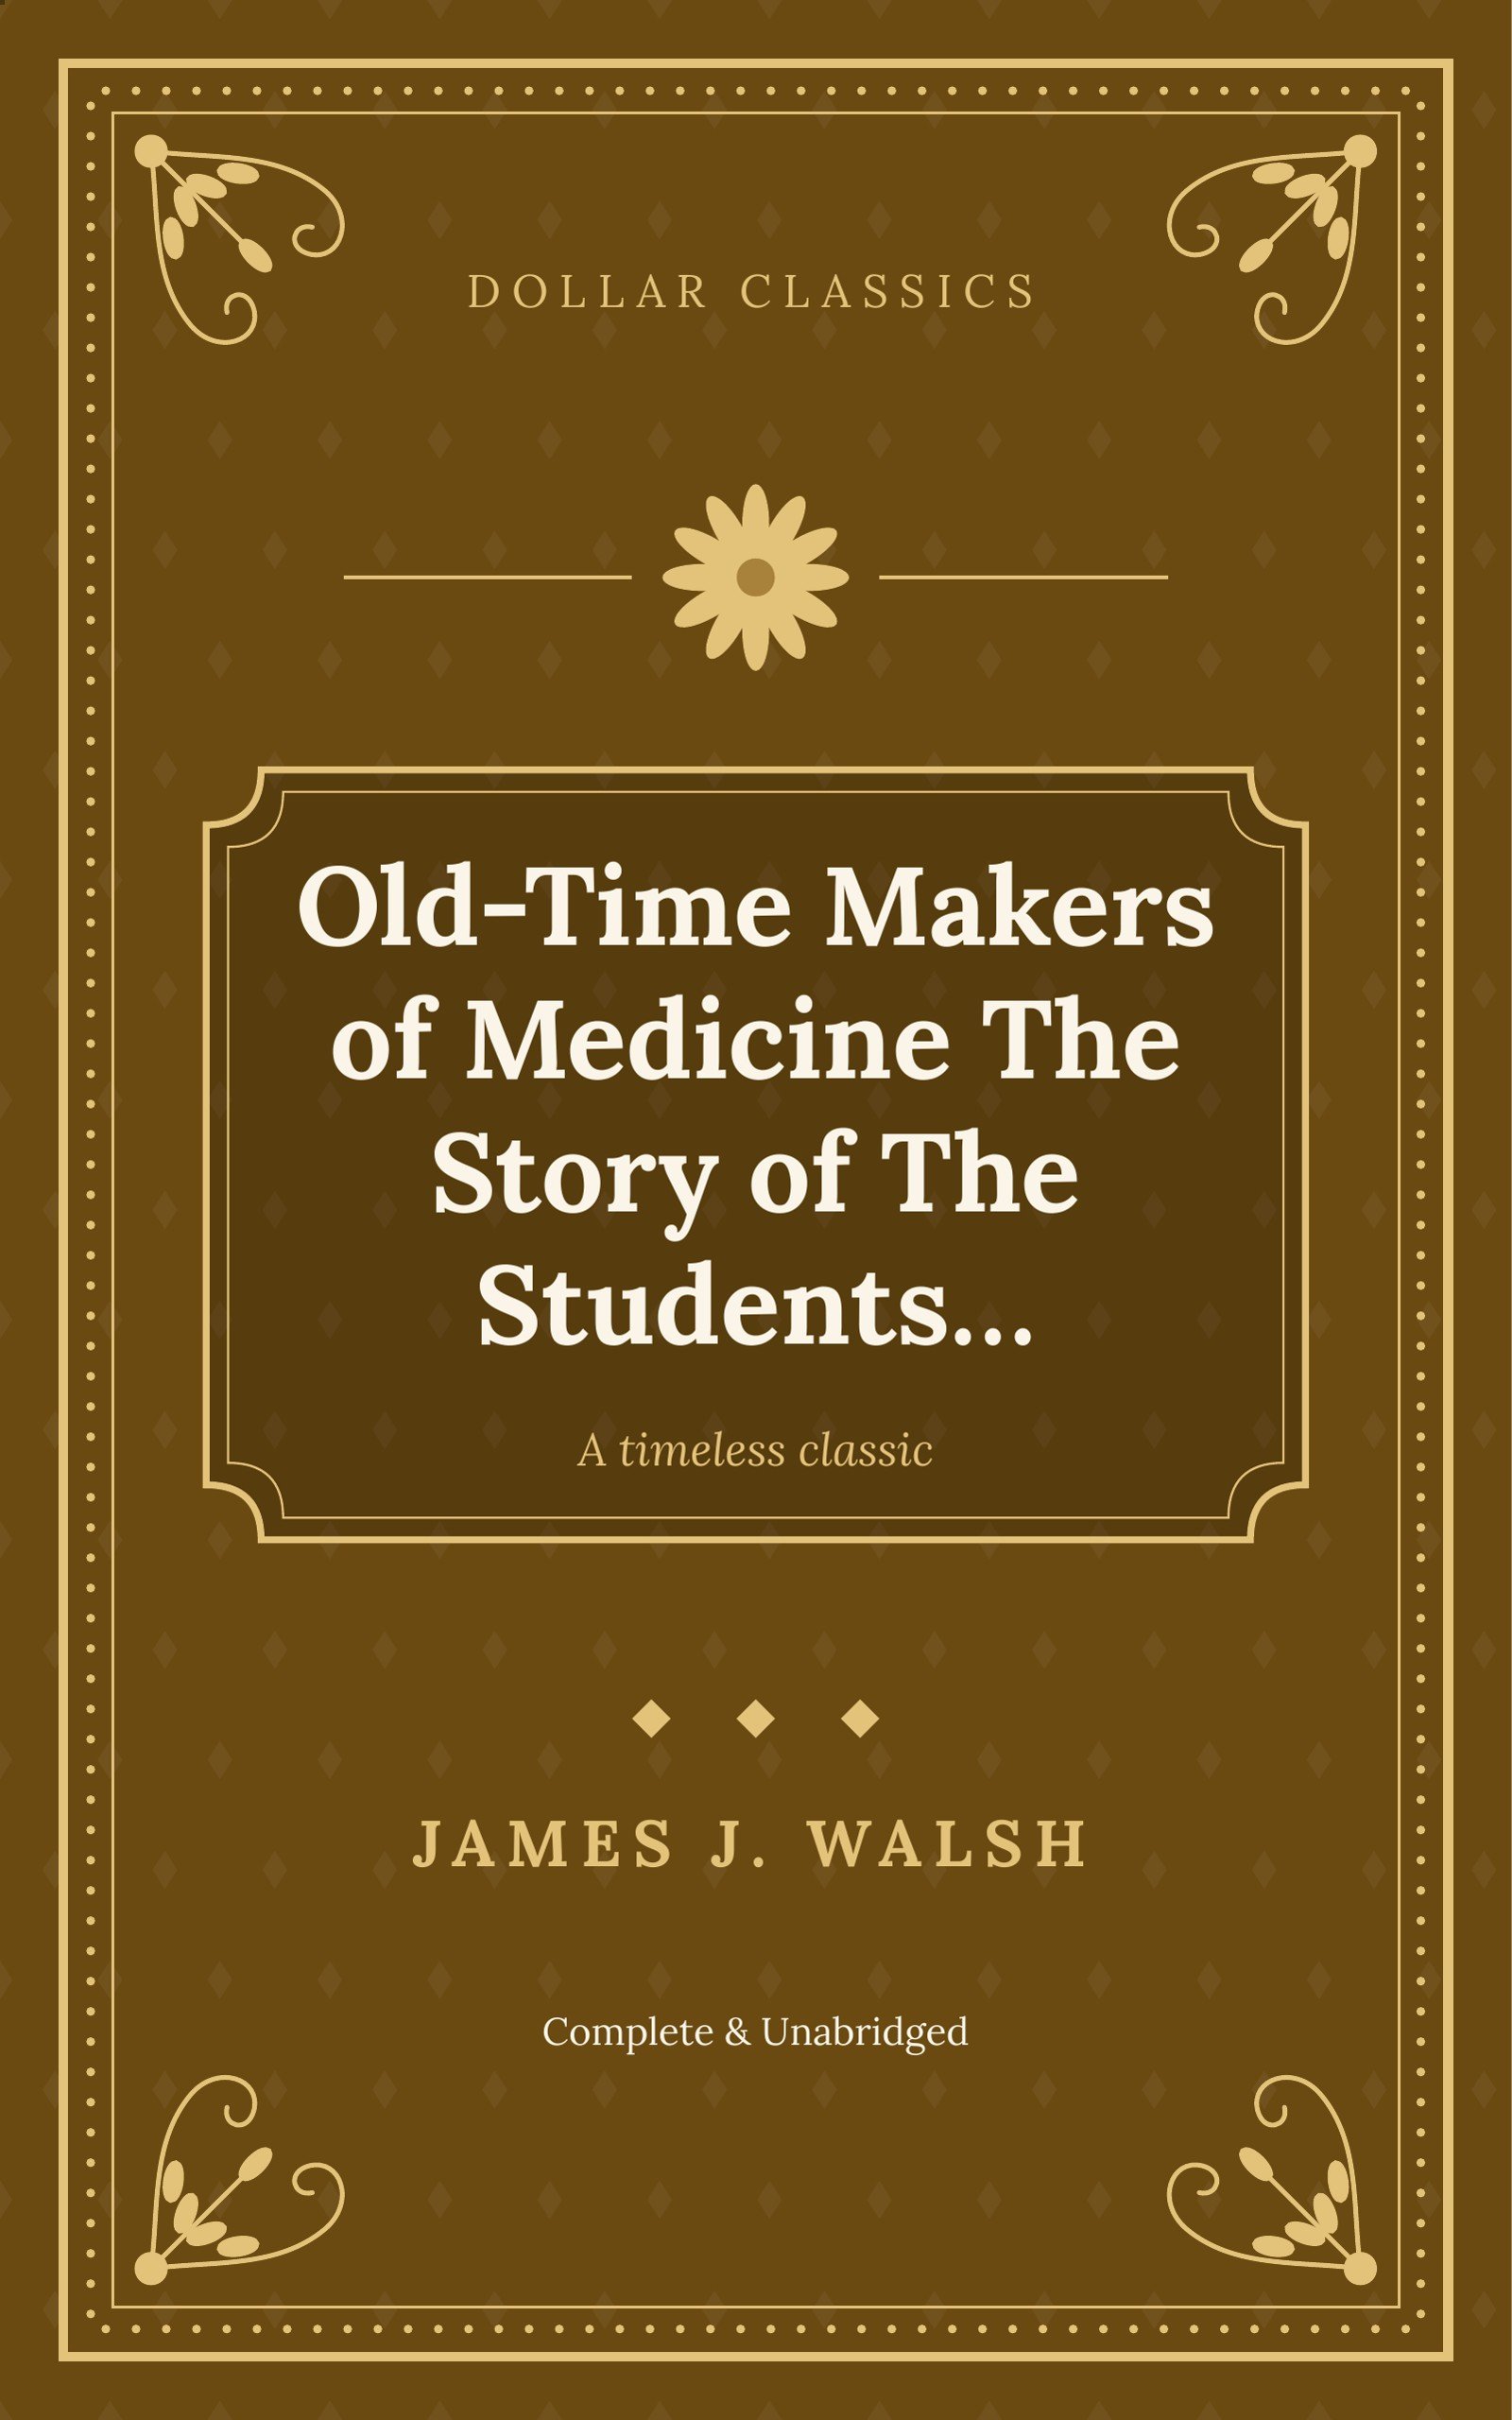 DOLLAR CLASSICS
Old-Time Makers
of Medicine The
Story of The
Students...
A timeless classic
JAMES J. WALSH
Complete & Unabridged